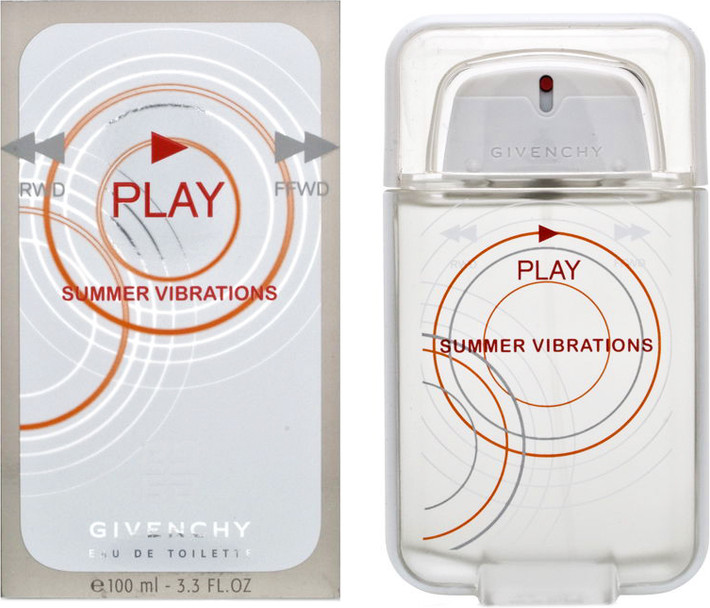 RWD
FFWD
PLAY
SUMMER VIBRATIONS
GIVENCHY
EAU DE TOILETTE
℮ 100 ml - 3.3 FL.OZ
GIVENCHY
RWD
PLAY
SUMMER VIBRATIONS